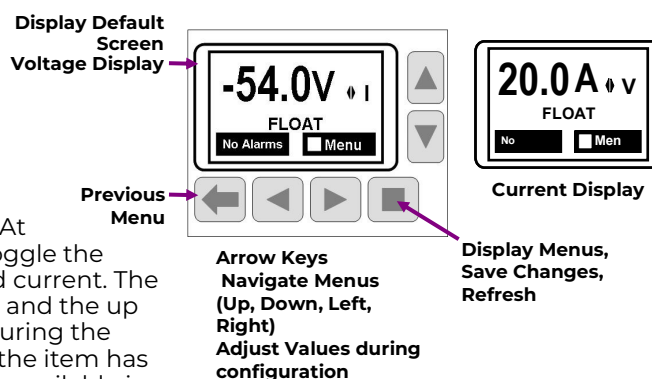 Display Default
Screen
Voltage Display
-54.0V I
FLOAT
No Alarms Menu
20.0A V
FLOAT
No Men
Current Display
Previous
Menu
At
oggle the
d current. The
and the up
uring the
the item has
Arrow Keys
Navigate Menus
(Up, Down, Left,
Right)
Adjust Values during
configuration
Display Menus,
Save Changes,
Refresh